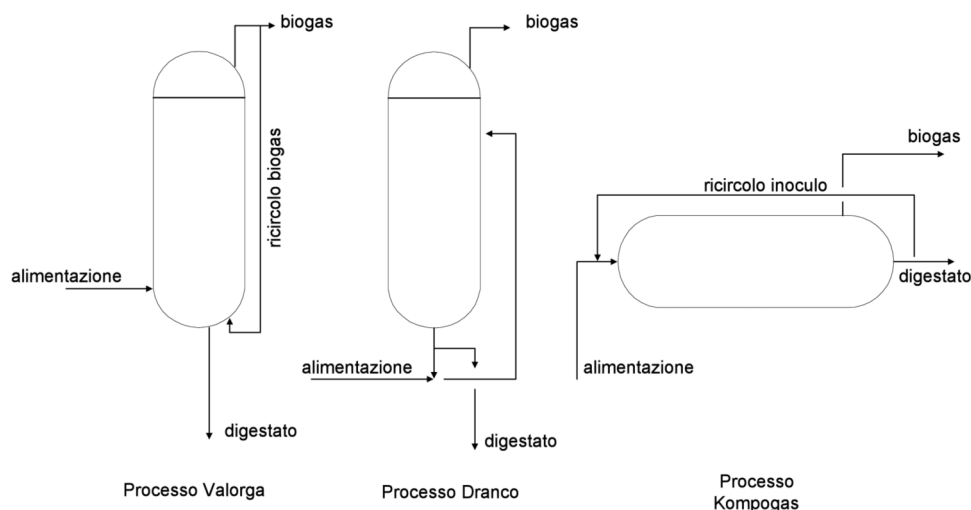 biogas
ricircolo biogas
alimentazione
digestato
Processo Valorga
biogas
alimentazione
digestato
Processo Dranco
biogas
ricircolo inoculo
digestato
alimentazione
Processo
Kompogas